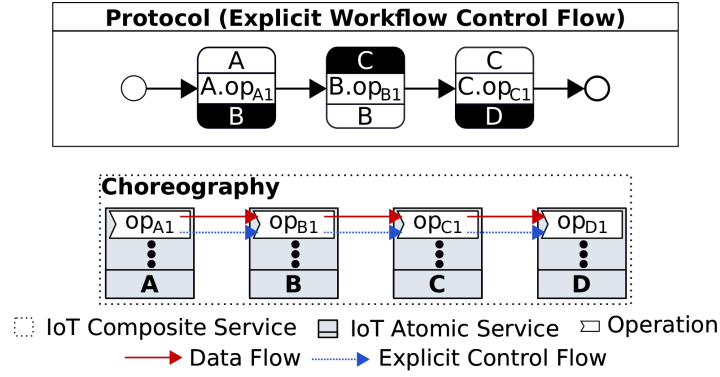 Protocol (Explicit Workflow Control Flow)
A C C
A.opA1 B.opB1 C.opC1
B B D
Choreography
opA1 opB1 opC1 opD1
A B C D
IoT Composite Service IoT Atomic Service Operation
Data Flow Explicit Control Flow